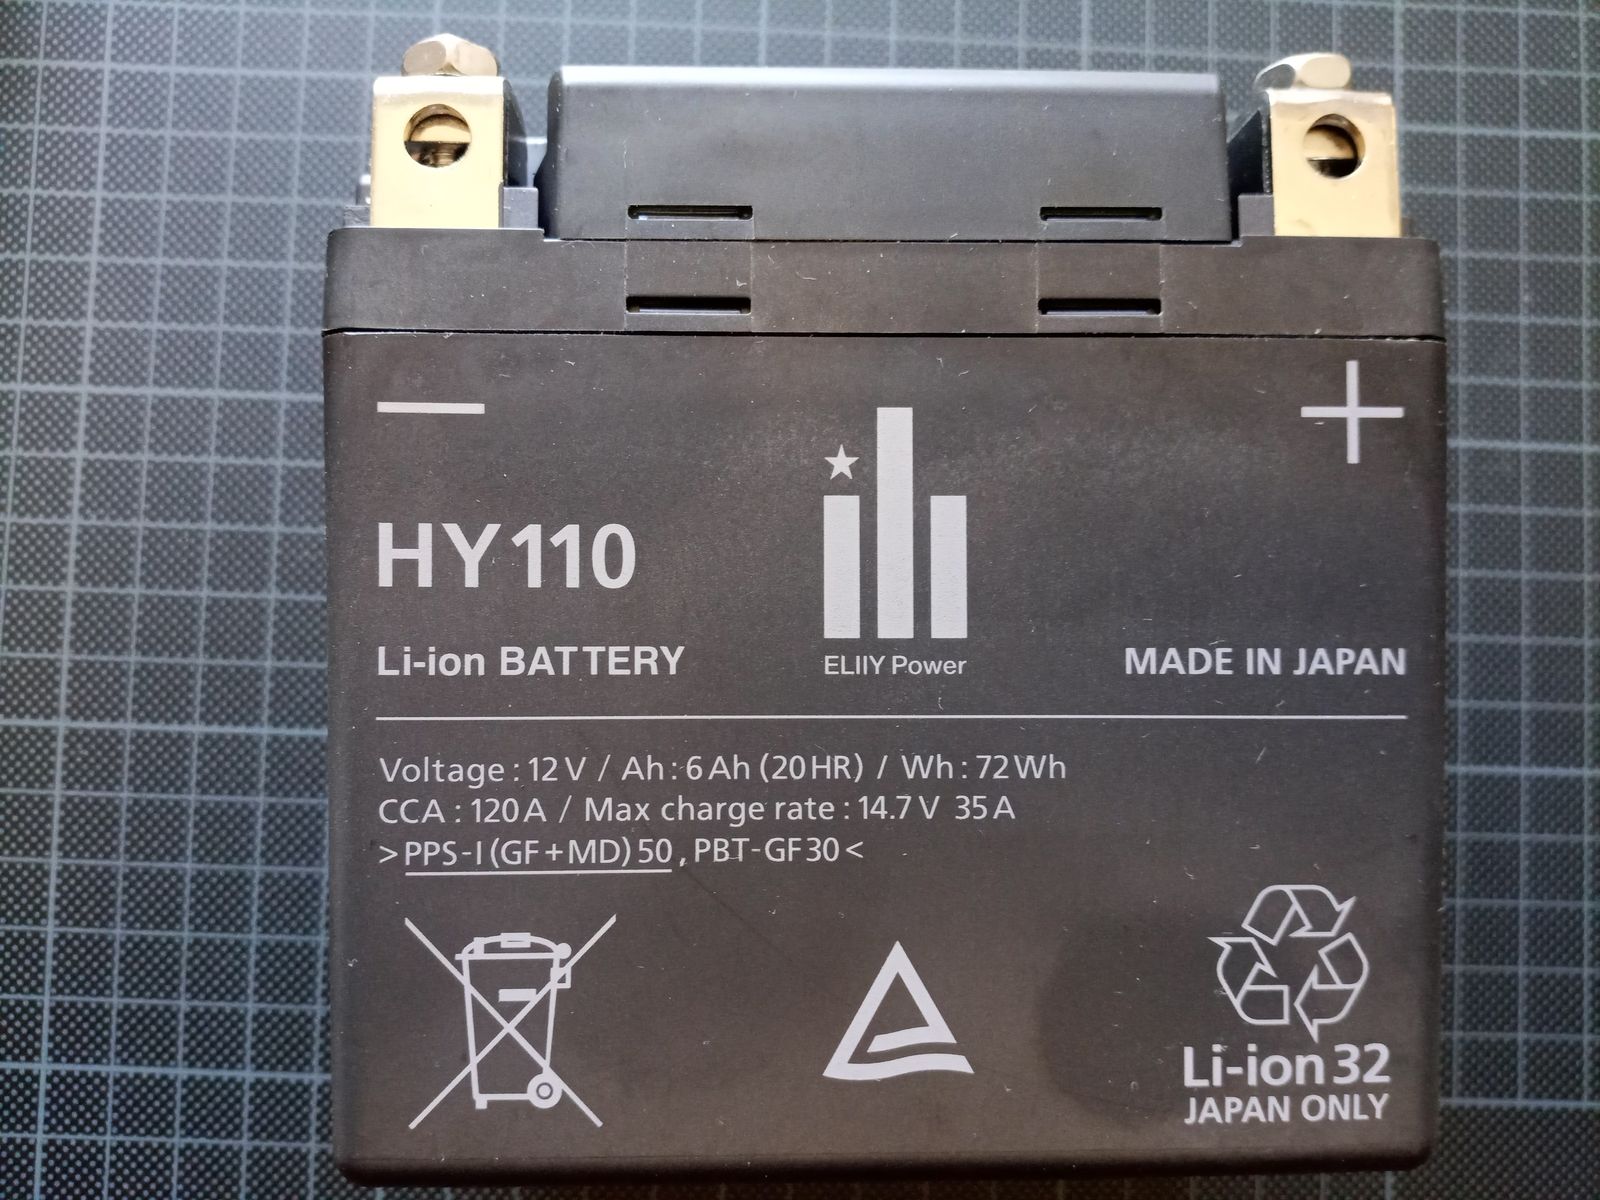 − +
HY110
Li-ion BATTERY
ELIIY Power
MADE IN JAPAN
Voltage : 12 V / Ah : 6 Ah (20 HR) / Wh : 72 Wh
CCA : 120 A / Max charge rate : 14.7 V 35 A
>PPS-I (GF+MD) 50 , PBT-GF30<
Li-ion 32
JAPAN ONLY